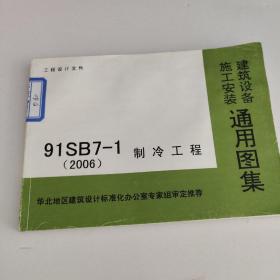 工程设计文件
建筑设备
施工安装
通用图集
91SB7-1 制冷工程
(2006)
华北地区建筑设计标准化办公室专家组审定推荐